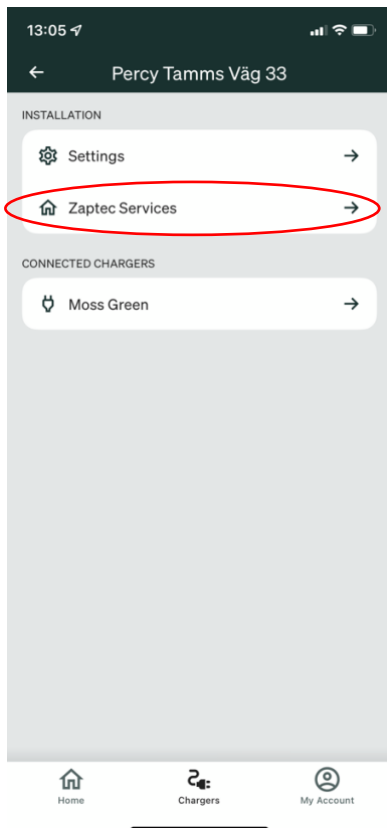 13:05
Percy Tamms Väg 33
INSTALLATION
Settings
Zaptec Services
CONNECTED CHARGERS
Moss Green
Home Chargers My Account